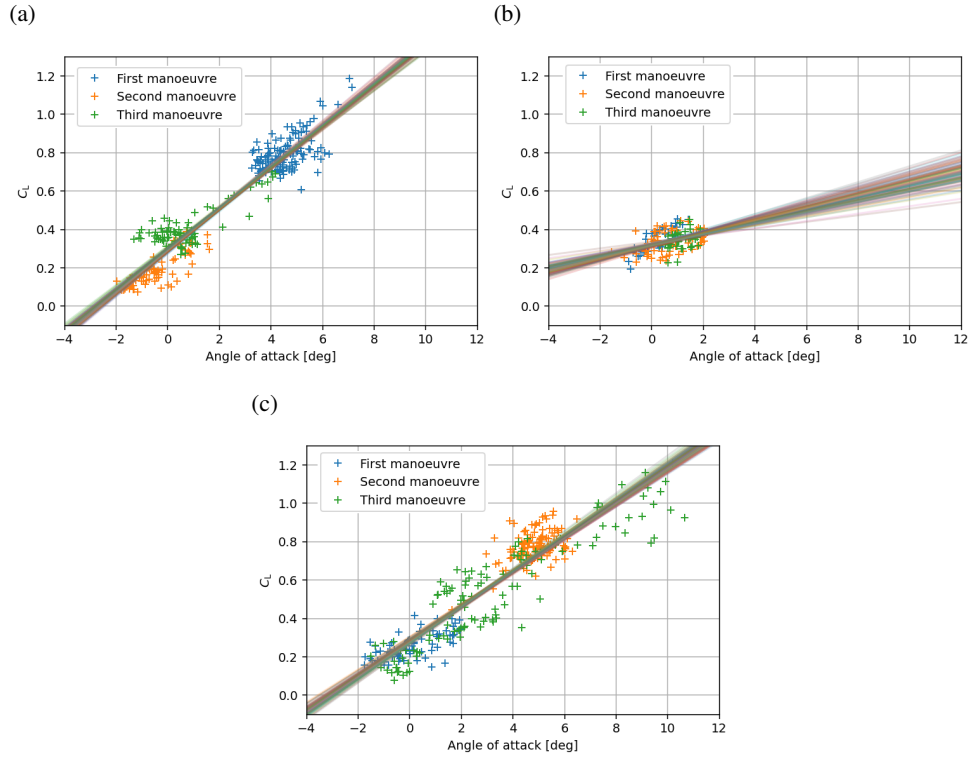 (a)
(b)
1.2
1.0
0.8
0.6
0.4
0.2
0.0
C_L
First manoeuvre
Second manoeuvre
Third manoeuvre
−4 −2 0 2 4 6 8 10 12
Angle of attack [deg]
1.2
1.0
0.8
0.6
0.4
0.2
0.0
C_L
First manoeuvre
Second manoeuvre
Third manoeuvre
−4 −2 0 2 4 6 8 10 12
Angle of attack [deg]
(c)
1.2
1.0
0.8
0.6
0.4
0.2
0.0
C_L
First manoeuvre
Second manoeuvre
Third manoeuvre
−4 −2 0 2 4 6 8 10 12
Angle of attack [deg]